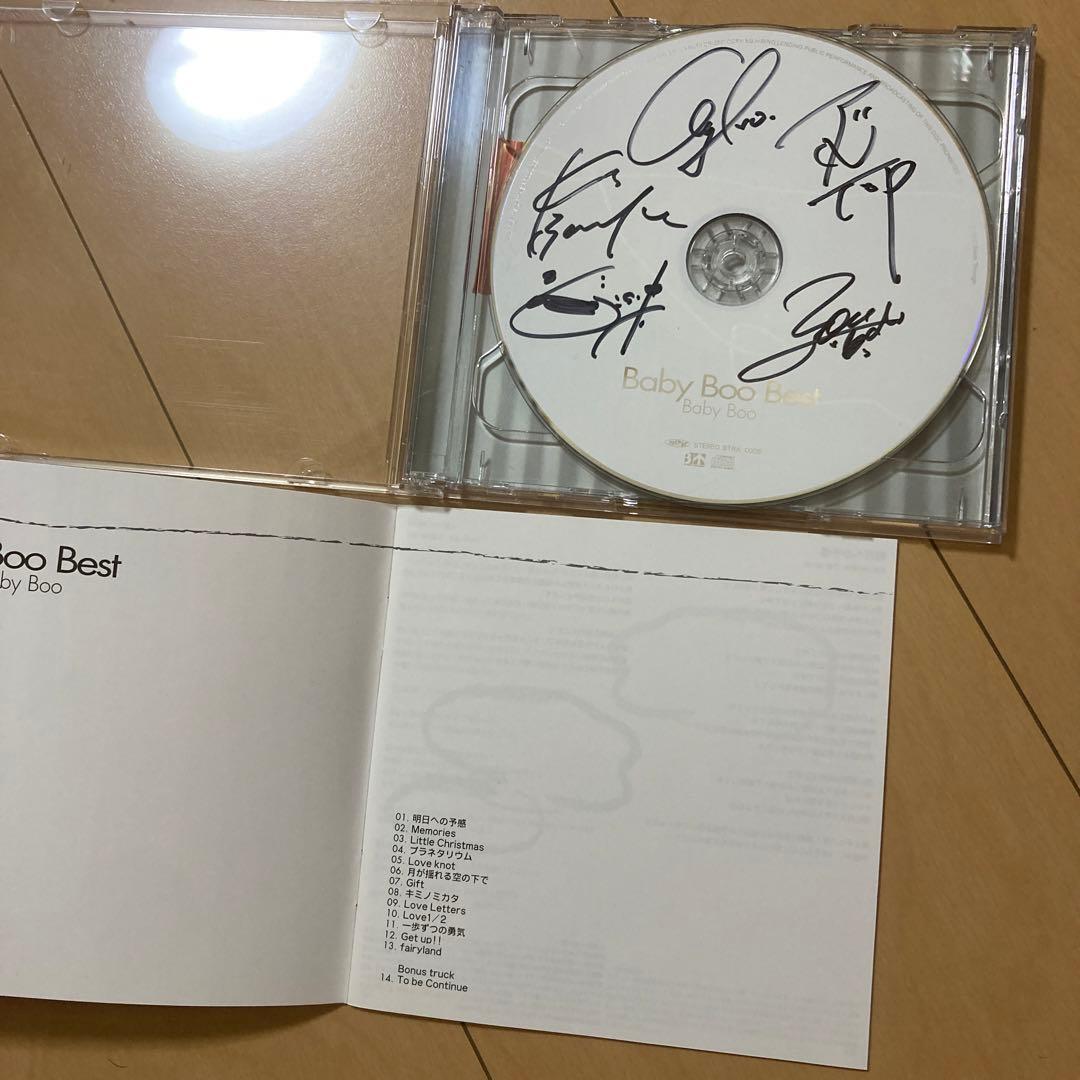 Baby Boo Best
Baby Boo
STEREO
Boo Best
by Boo
01. 明日への予感
02. Memories
03. Little Christmas
04. プラネタリウム
05. Love knot
06. 月が揺れる空の下で
07. Gift
08. キミノミカタ
09. Love Letters
10. Love1／2
11. 一歩ずつの勇気
12. Get up!!
13. fairyland
Bonus truck
14. To be Continue